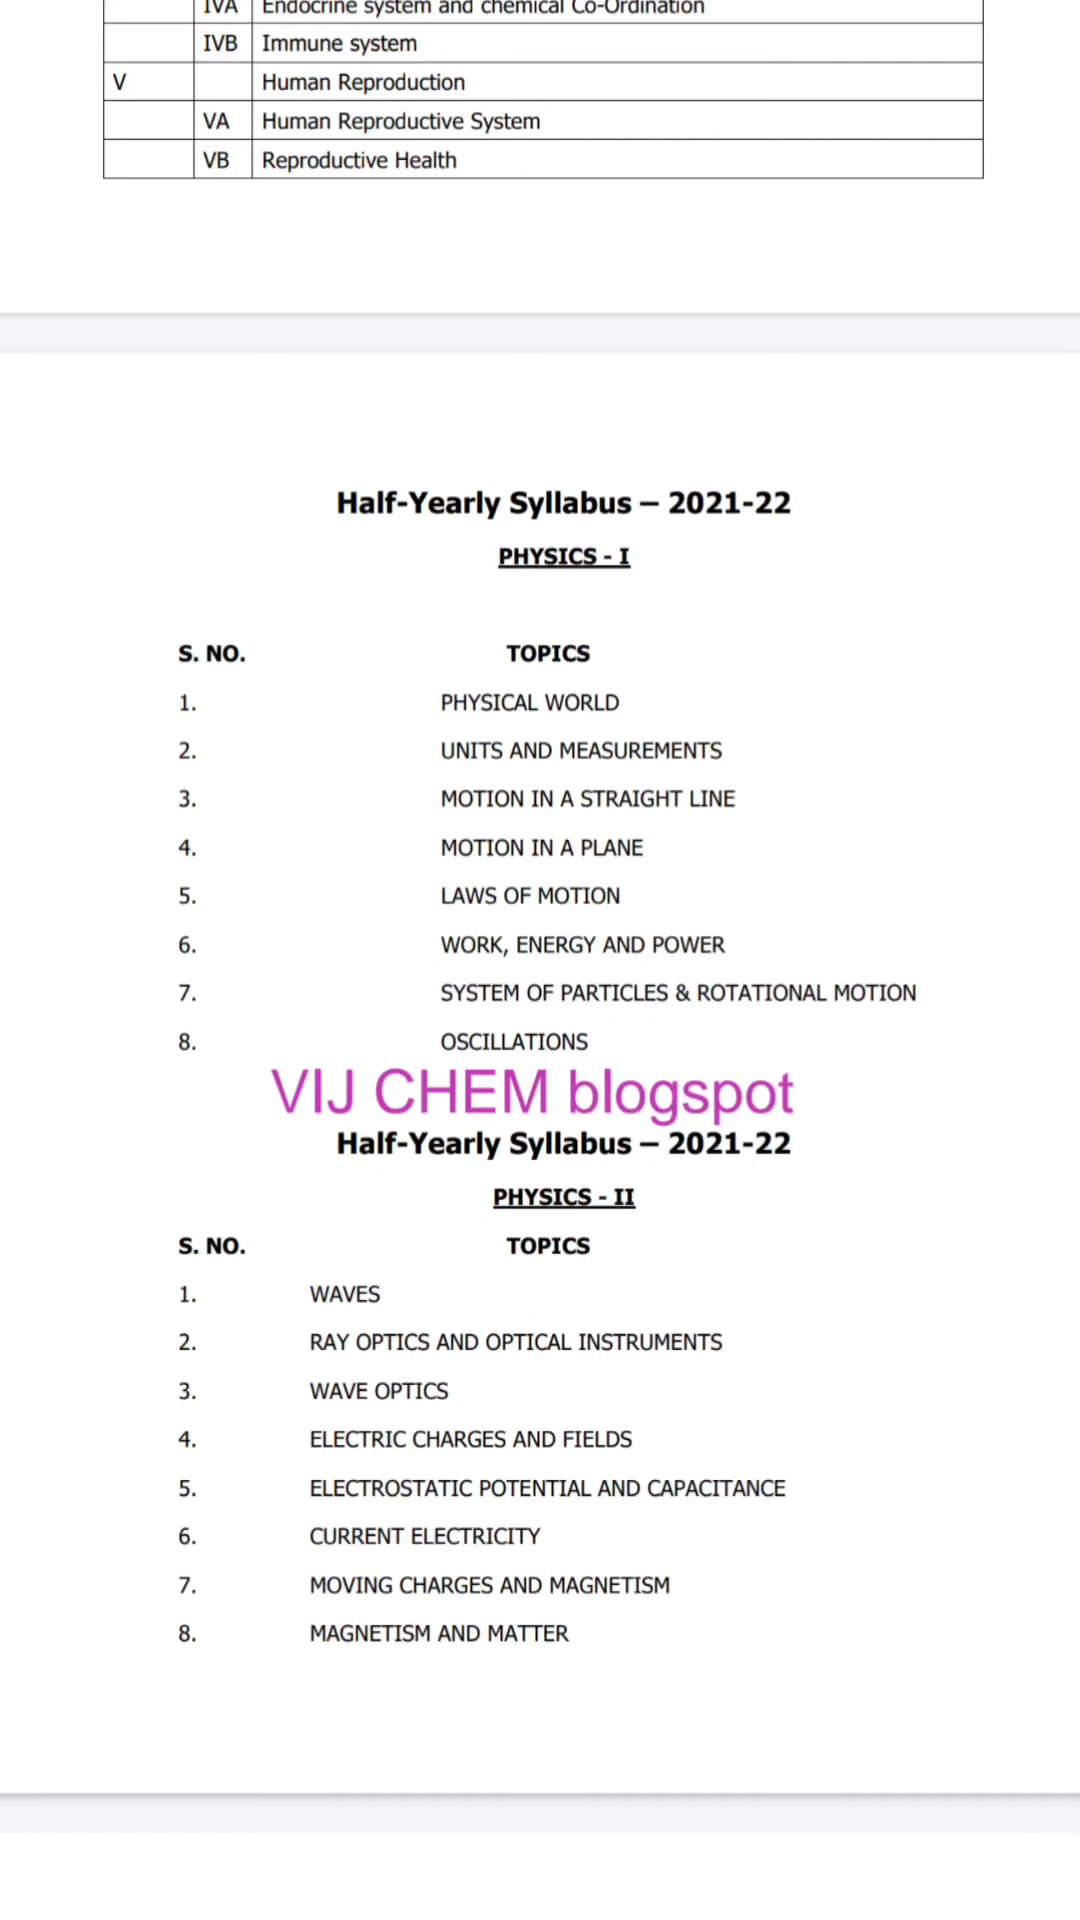 IVA Endocrine system and chemical Co-Ordination
IVB Immune system
V Human Reproduction
VA Human Reproductive System
VB Reproductive Health
Half-Yearly Syllabus – 2021-22
PHYSICS - I
S. NO. TOPICS
1. PHYSICAL WORLD
2. UNITS AND MEASUREMENTS
3. MOTION IN A STRAIGHT LINE
4. MOTION IN A PLANE
5. LAWS OF MOTION
6. WORK, ENERGY AND POWER
7. SYSTEM OF PARTICLES & ROTATIONAL MOTION
8. OSCILLATIONS
VIJ CHEM blogspot
Half-Yearly Syllabus – 2021-22
PHYSICS - II
S. NO. TOPICS
1. WAVES
2. RAY OPTICS AND OPTICAL INSTRUMENTS
3. WAVE OPTICS
4. ELECTRIC CHARGES AND FIELDS
5. ELECTROSTATIC POTENTIAL AND CAPACITANCE
6. CURRENT ELECTRICITY
7. MOVING CHARGES AND MAGNETISM
8. MAGNETISM AND MATTER